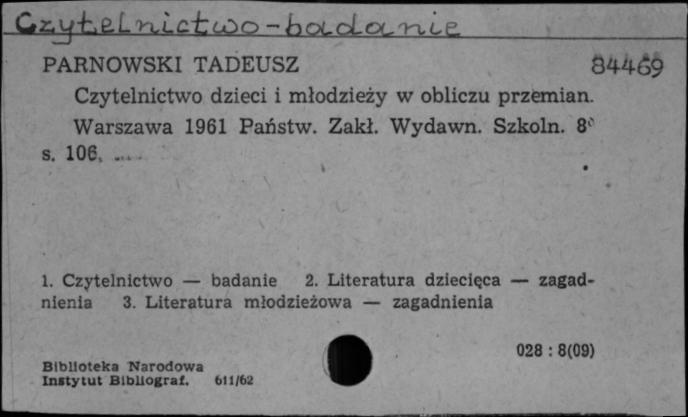 Czytelnictwo-badanie
PARNOWSKI TADEUSZ 84469
Czytelnictwo dzieci i młodzieży w obliczu przemian.
Warszawa 1961 Państw. Zakł. Wydawn. Szkoln. 8°
s. 106,
1. Czytelnictwo — badanie 2. Literatura dziecięca — zagad-
nienia 3. Literatura młodzieżowa — zagadnienia
028 : 8(09)
Biblioteka Narodowa
Instytut Bibliograf. 611/62